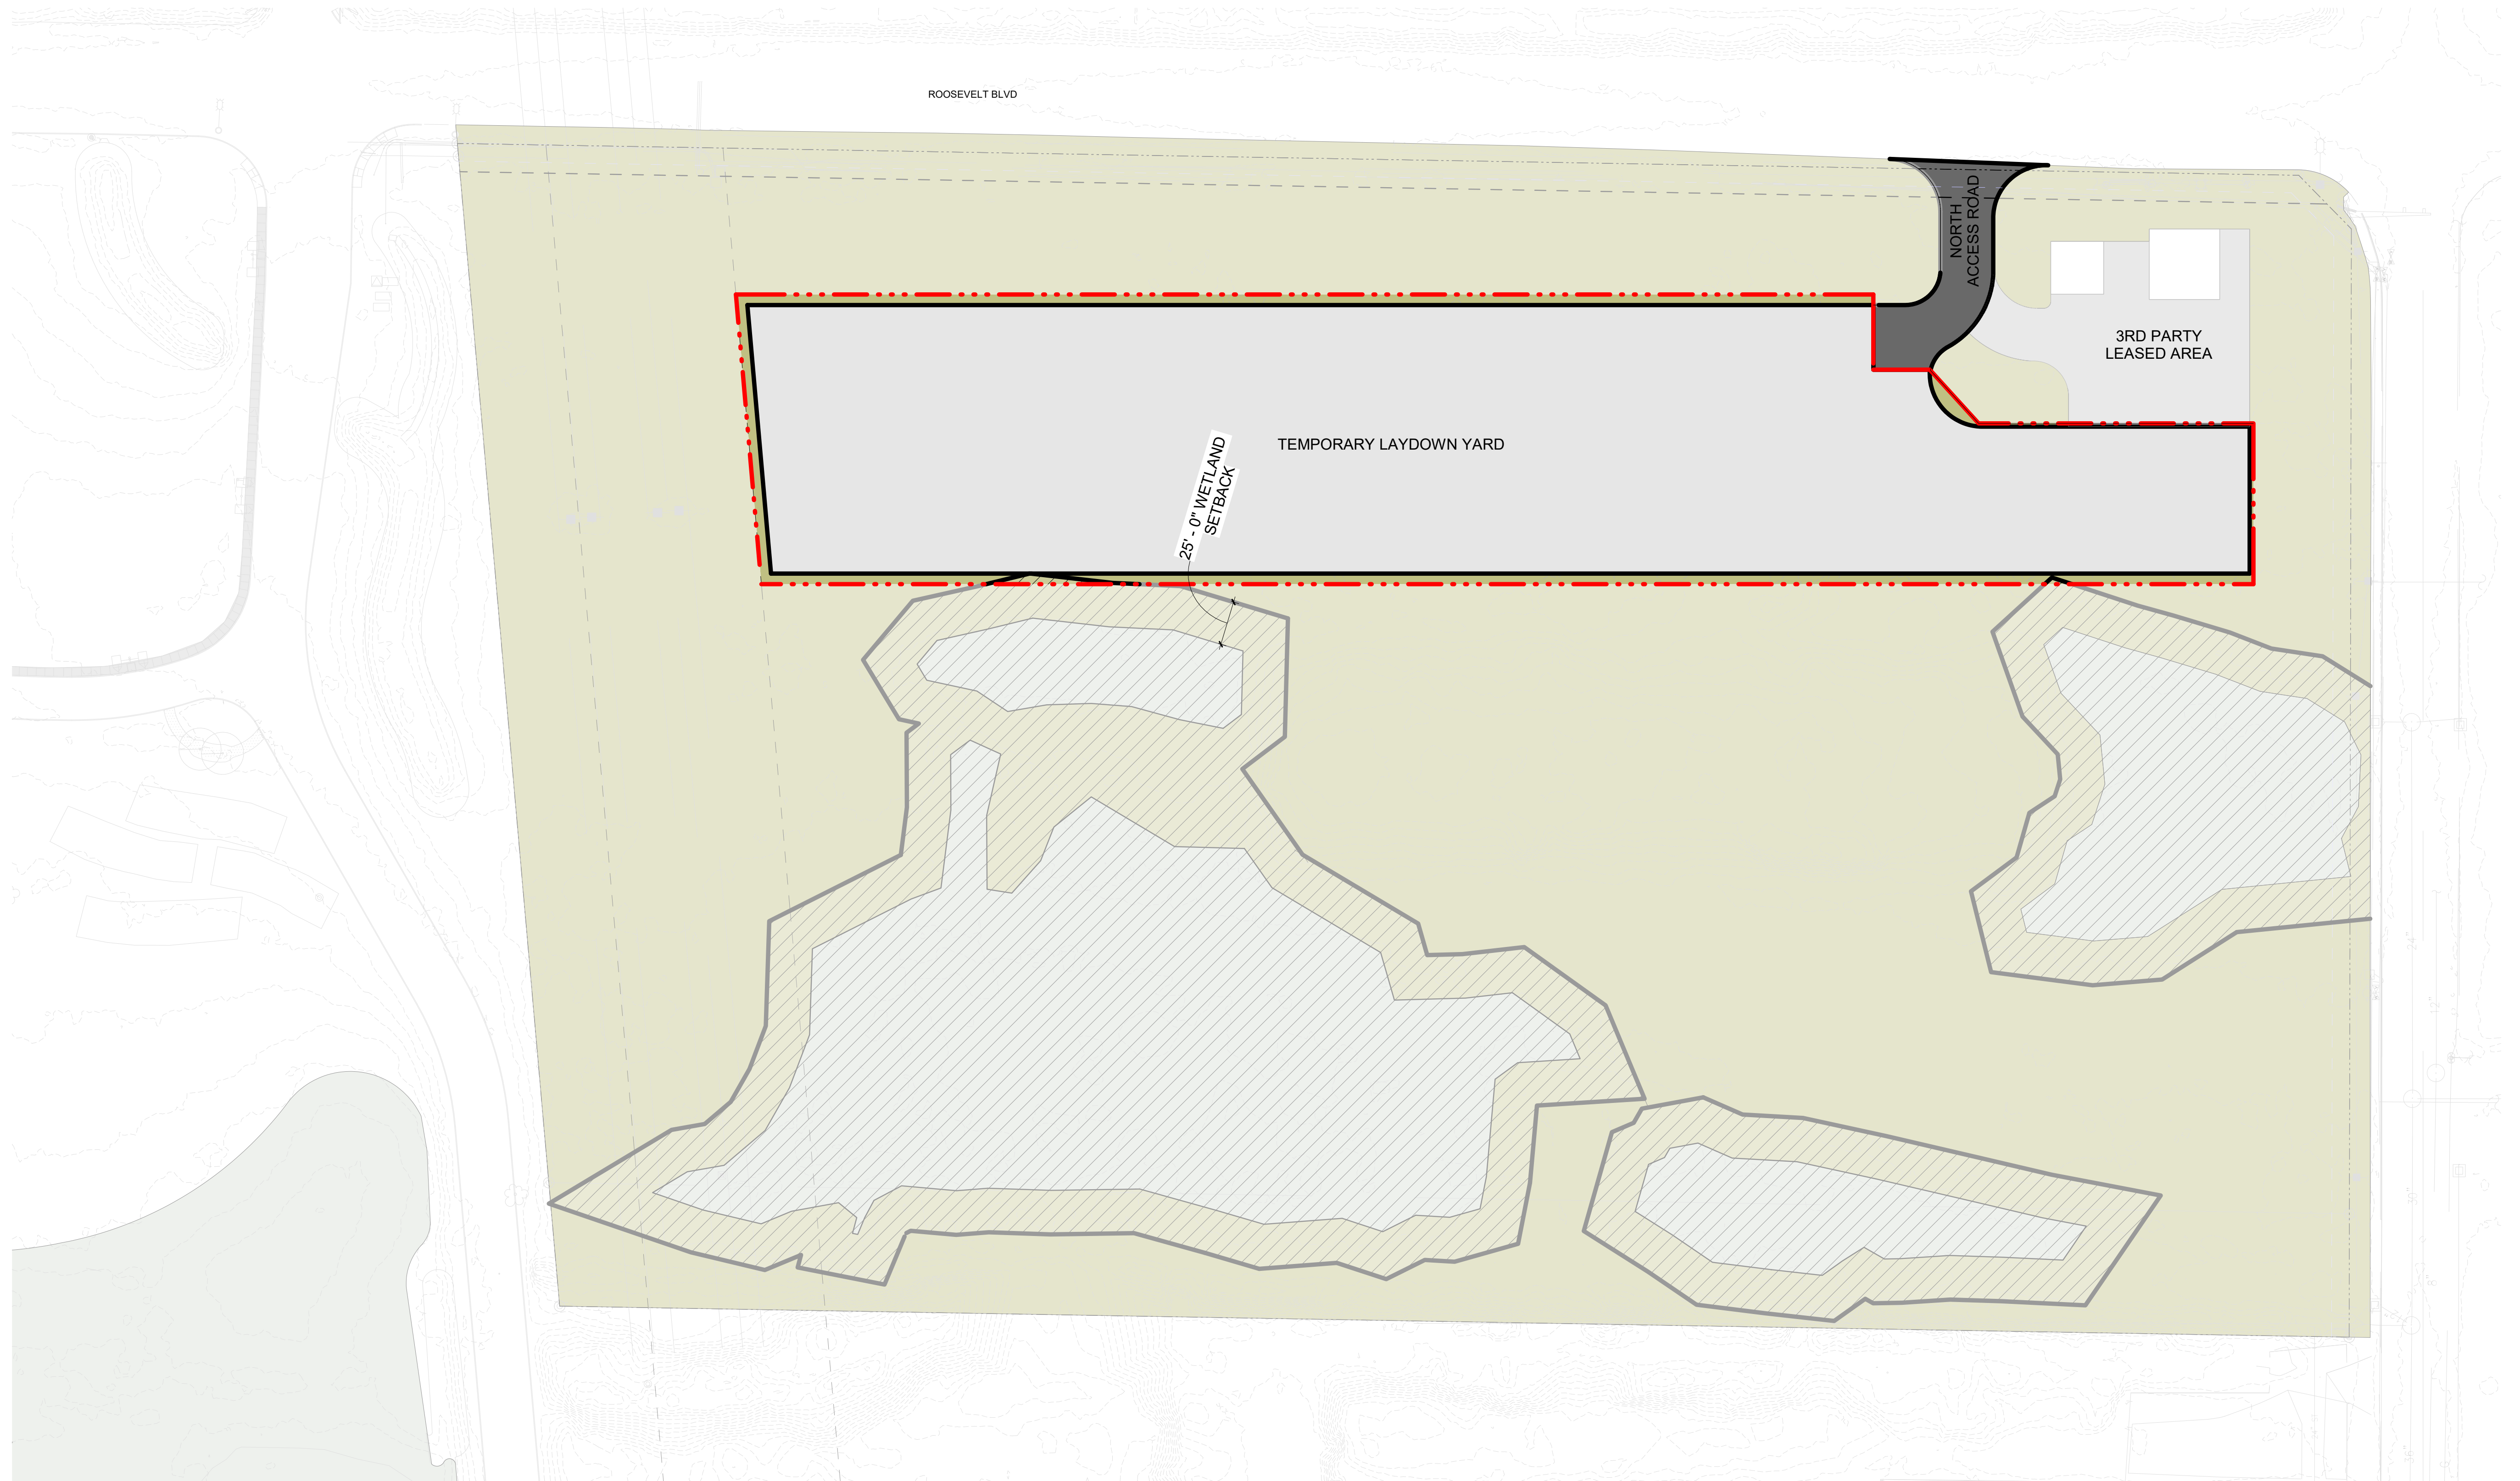 ROOSEVELT BLVD
NORTH
ACCESS ROAD
3RD PARTY
LEASED AREA
TEMPORARY LAYDOWN YARD
25' - 0" WETLAND
SETBACK